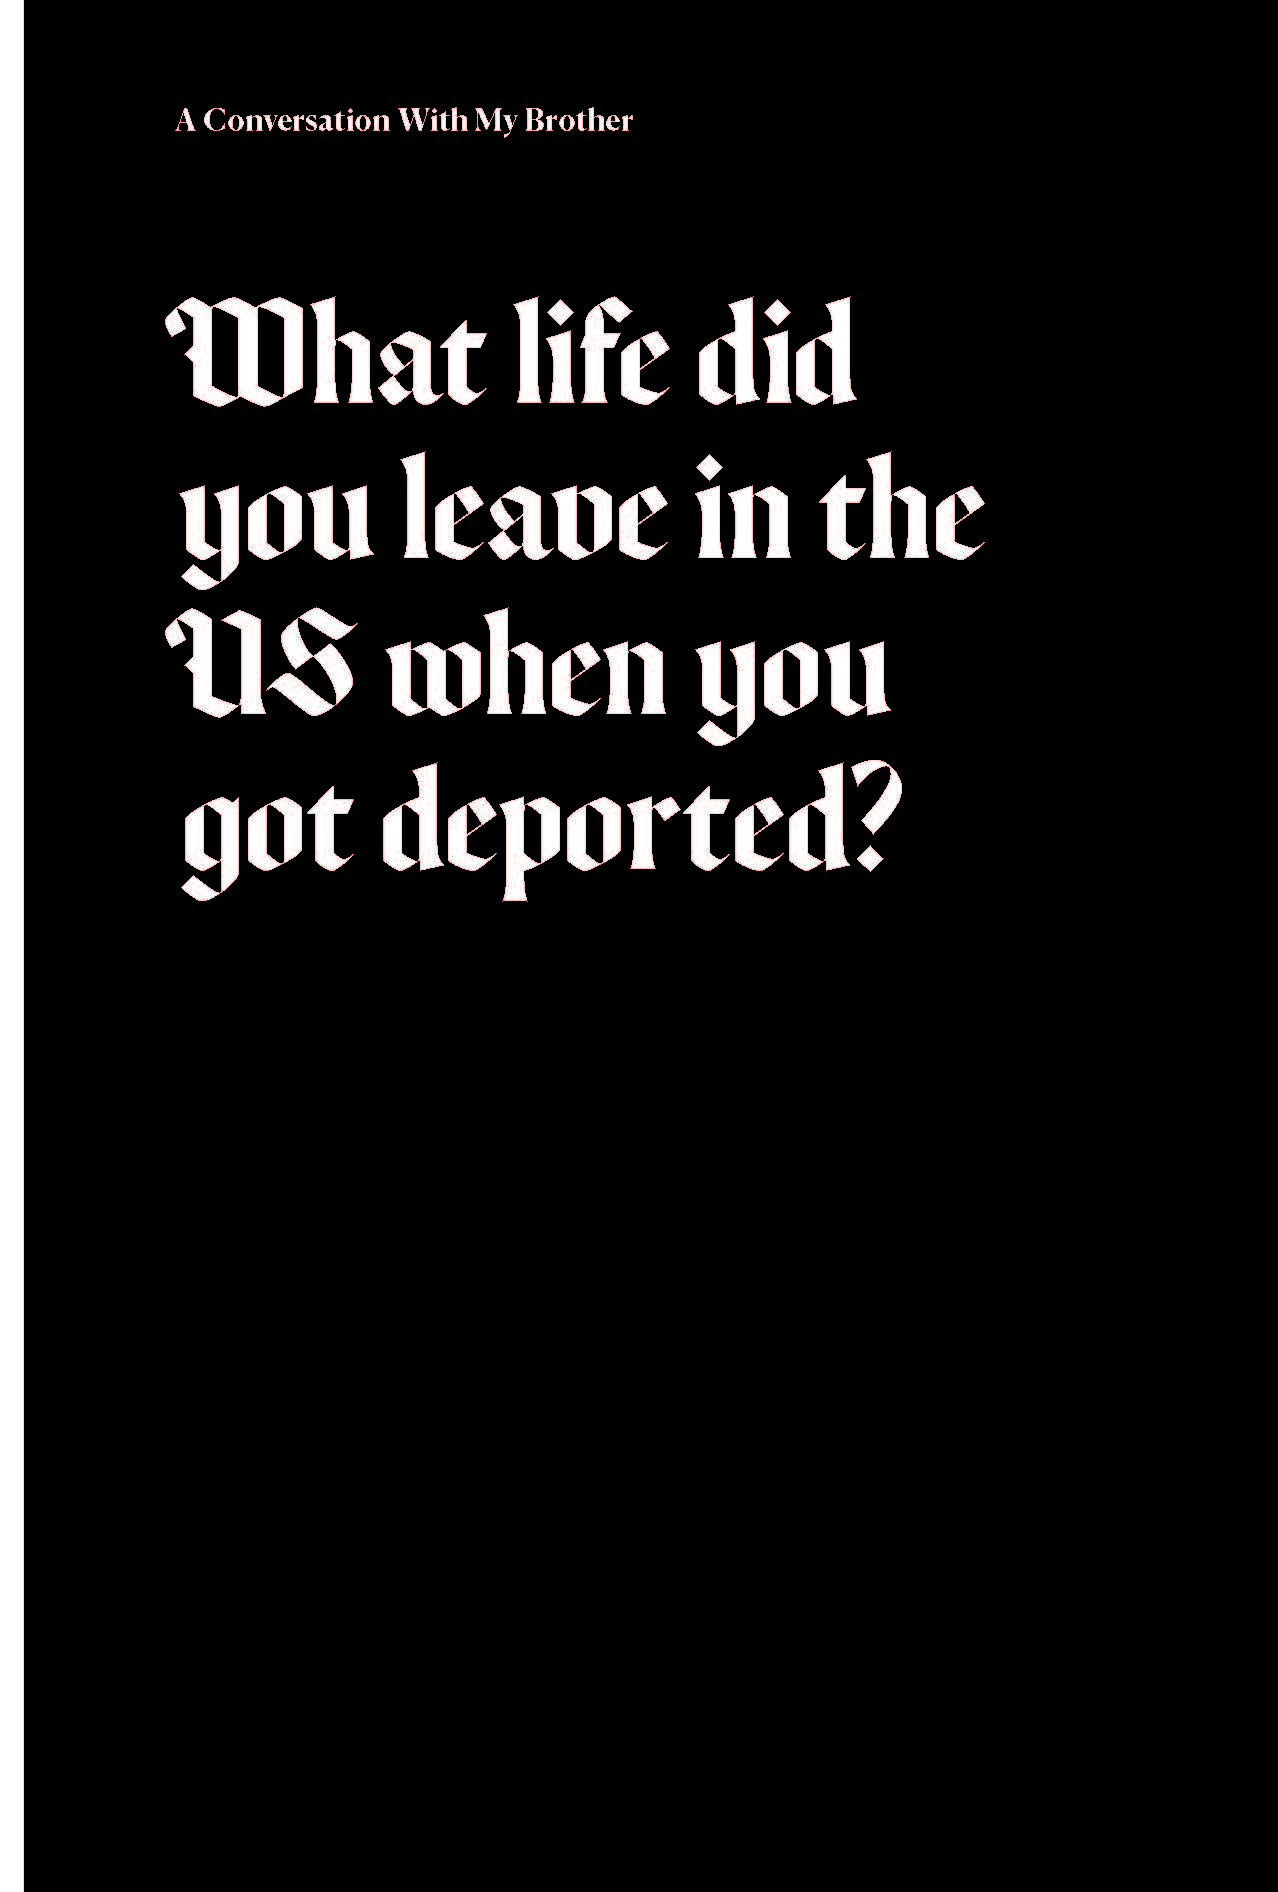 A Conversation With My Brother
What life did
you leave in the
US when you
got deported?